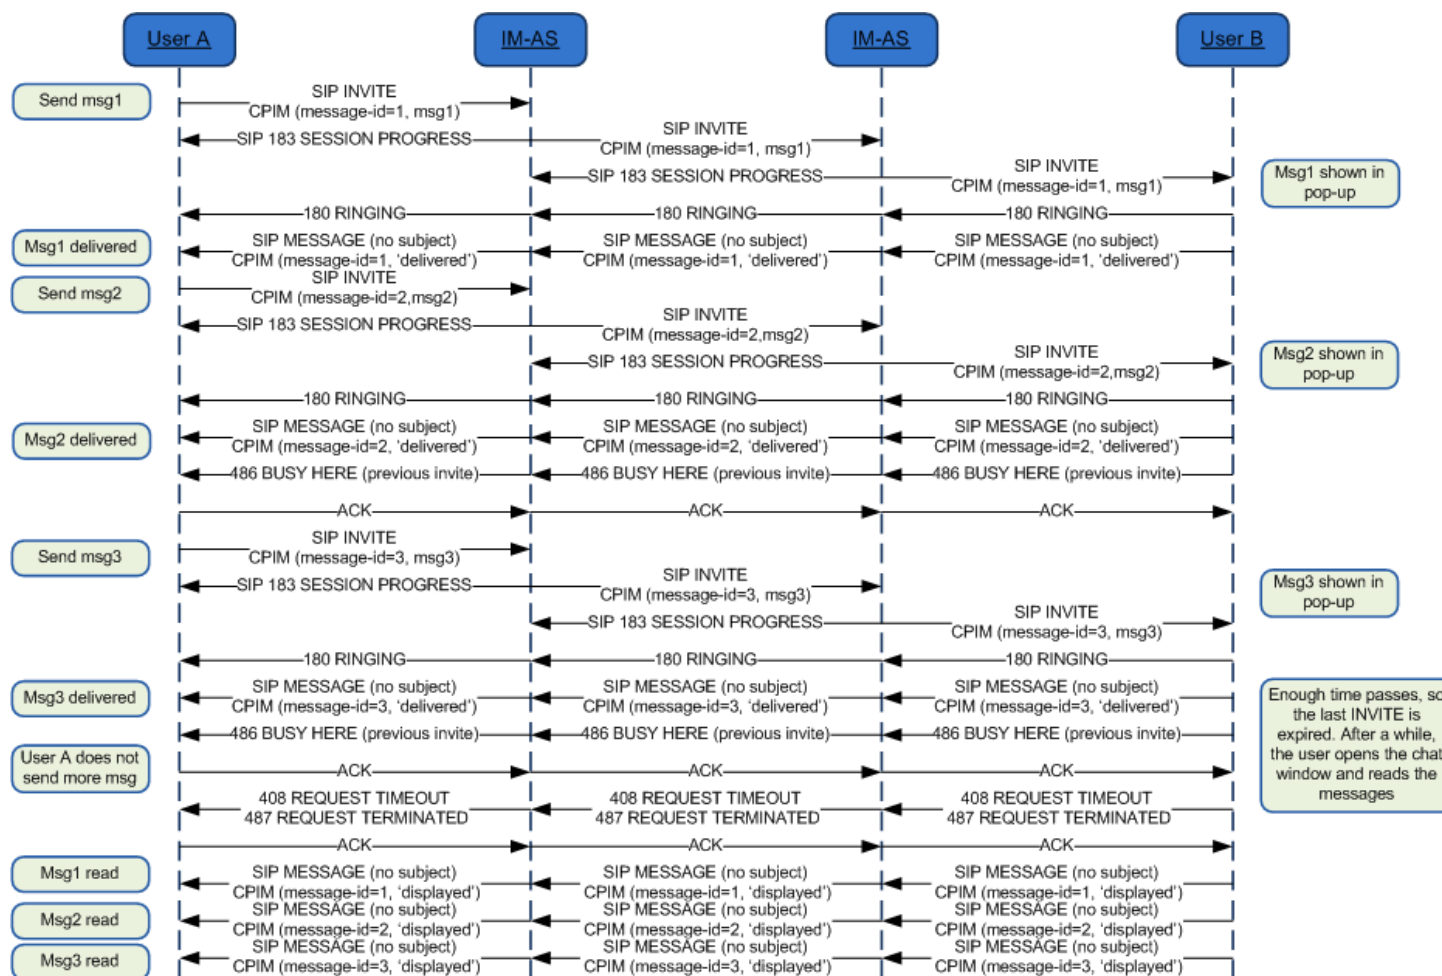 User A
IM-AS
IM-AS
User B
Send msg1
SIP INVITE
CPIM (message-id=1, msg1)
SIP 183 SESSION PROGRESS
SIP INVITE
CPIM (message-id=1, msg1)
SIP 183 SESSION PROGRESS
SIP INVITE
CPIM (message-id=1, msg1)
Msg1 shown in
pop-up
180 RINGING
180 RINGING
180 RINGING
Msg1 delivered
SIP MESSAGE (no subject)
CPIM (message-id=1, ‘delivered’)
SIP MESSAGE (no subject)
CPIM (message-id=1, ‘delivered’)
SIP MESSAGE (no subject)
CPIM (message-id=1, ‘delivered’)
Send msg2
SIP INVITE
CPIM (message-id=2,msg2)
SIP 183 SESSION PROGRESS
SIP INVITE
CPIM (message-id=2,msg2)
SIP 183 SESSION PROGRESS
SIP INVITE
CPIM (message-id=2,msg2)
Msg2 shown in
pop-up
180 RINGING
180 RINGING
180 RINGING
Msg2 delivered
SIP MESSAGE (no subject)
CPIM (message-id=2, ‘delivered’)
SIP MESSAGE (no subject)
CPIM (message-id=2, ‘delivered’)
SIP MESSAGE (no subject)
CPIM (message-id=2, ‘delivered’)
486 BUSY HERE (previous invite)
486 BUSY HERE (previous invite)
486 BUSY HERE (previous invite)
ACK
ACK
ACK
Send msg3
SIP INVITE
CPIM (message-id=3, msg3)
SIP 183 SESSION PROGRESS
SIP INVITE
CPIM (message-id=3, msg3)
SIP 183 SESSION PROGRESS
SIP INVITE
CPIM (message-id=3, msg3)
Msg3 shown in
pop-up
180 RINGING
180 RINGING
180 RINGING
Msg3 delivered
SIP MESSAGE (no subject)
CPIM (message-id=3, ‘delivered’)
SIP MESSAGE (no subject)
CPIM (message-id=3, ‘delivered’)
SIP MESSAGE (no subject)
CPIM (message-id=3, ‘delivered’)
486 BUSY HERE (previous invite)
486 BUSY HERE (previous invite)
486 BUSY HERE (previous invite)
Enough time passes, so
the last INVITE is
expired. After a while,
the user opens the chat
window and reads the
messages
User A does not
send more msg
ACK
ACK
ACK
408 REQUEST TIMEOUT
487 REQUEST TERMINATED
408 REQUEST TIMEOUT
487 REQUEST TERMINATED
408 REQUEST TIMEOUT
487 REQUEST TERMINATED
ACK
ACK
ACK
Msg1 read
SIP MESSAGE (no subject)
CPIM (message-id=1, ‘displayed’)
SIP MESSAGE (no subject)
CPIM (message-id=1, ‘displayed’)
SIP MESSAGE (no subject)
CPIM (message-id=1, ‘displayed’)
Msg2 read
SIP MESSAGE (no subject)
CPIM (message-id=2, ‘displayed’)
SIP MESSAGE (no subject)
CPIM (message-id=2, ‘displayed’)
SIP MESSAGE (no subject)
CPIM (message-id=2, ‘displayed’)
Msg3 read
SIP MESSAGE (no subject)
CPIM (message-id=3, ‘displayed’)
SIP MESSAGE (no subject)
CPIM (message-id=3, ‘displayed’)
SIP MESSAGE (no subject)
CPIM (message-id=3, ‘displayed’)